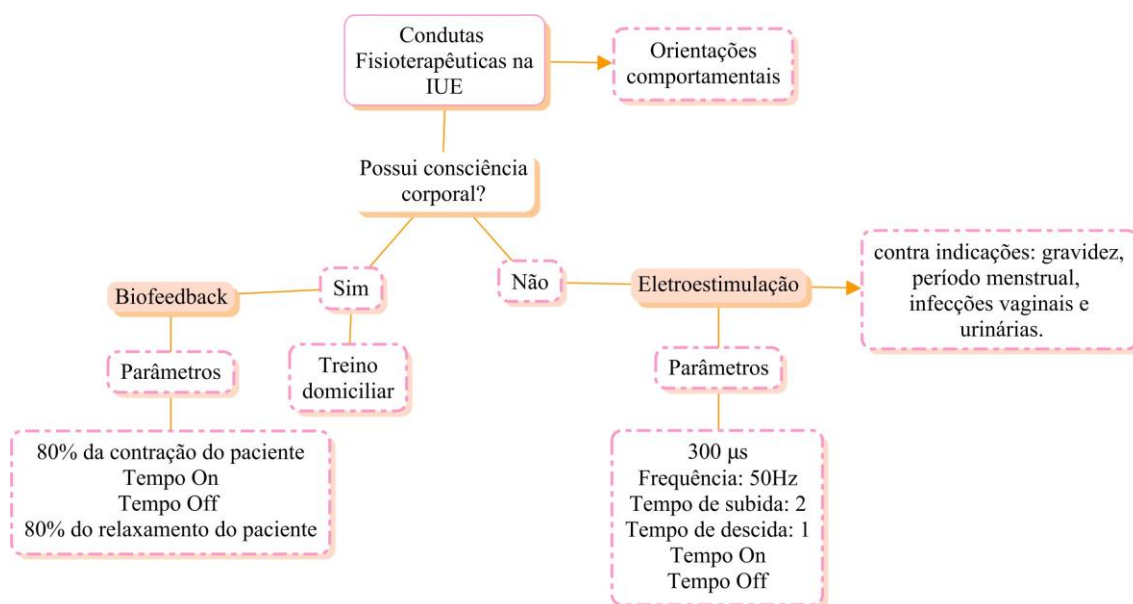 Condutas
Fisioterapêuticas na
IUE
Orientações
comportamentais
Possui consciência
corporal?
Biofeedback
Sim
Não
Eletroestimulação
contra indicações: gravidez,
período menstrual,
infecções vaginais e
urinárias.
Parâmetros
Treino
domiciliar
Parâmetros
80% da contração do paciente
Tempo On
Tempo Off
80% do relaxamento do paciente
300 μs
Frequência: 50Hz
Tempo de subida: 2
Tempo de descida: 1
Tempo On
Tempo Off